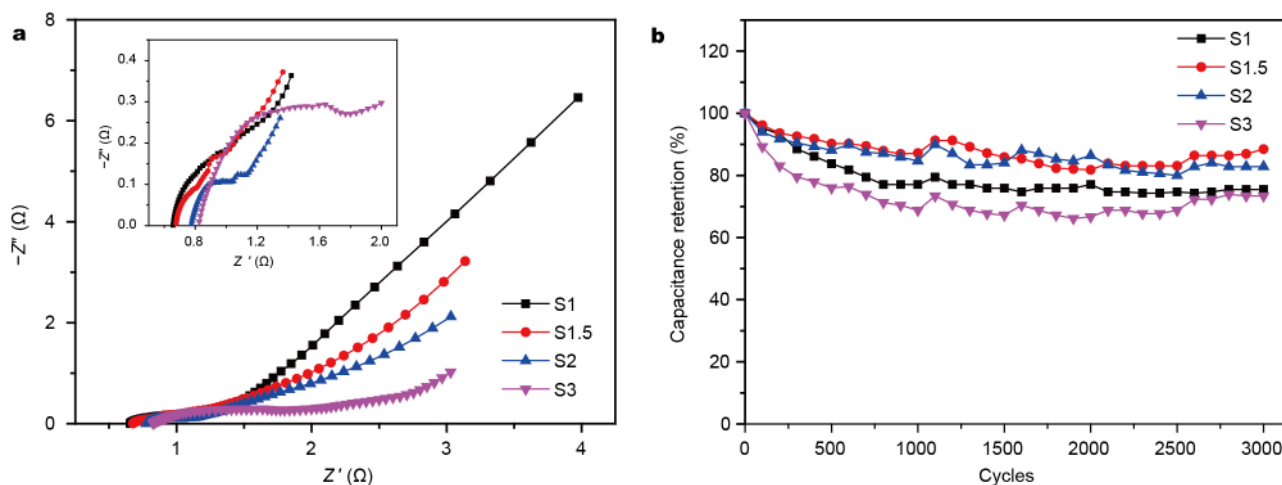 a
8
6
4
2
0
−Z″ (Ω)
1
2
3
4
Z′ (Ω)
0.4
0.3
0.2
0.1
0.0
−Z″ (Ω)
0.8
1.2
1.6
2.0
Z′ (Ω)
S1
S1.5
S2
S3
b
120
100
80
60
40
20
0
Capacitance retention (%)
0
500
1000
1500
2000
2500
3000
Cycles
S1
S1.5
S2
S3